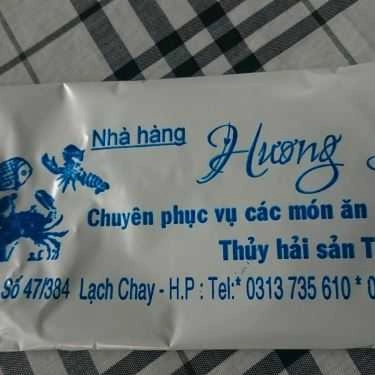 Nhà hàng Hương
Chuyên phục vụ các món ăn
Thủy hải sản T
Số 47/384 Lạch Chay - H.P : Tel:* 0313 735 610 * 0